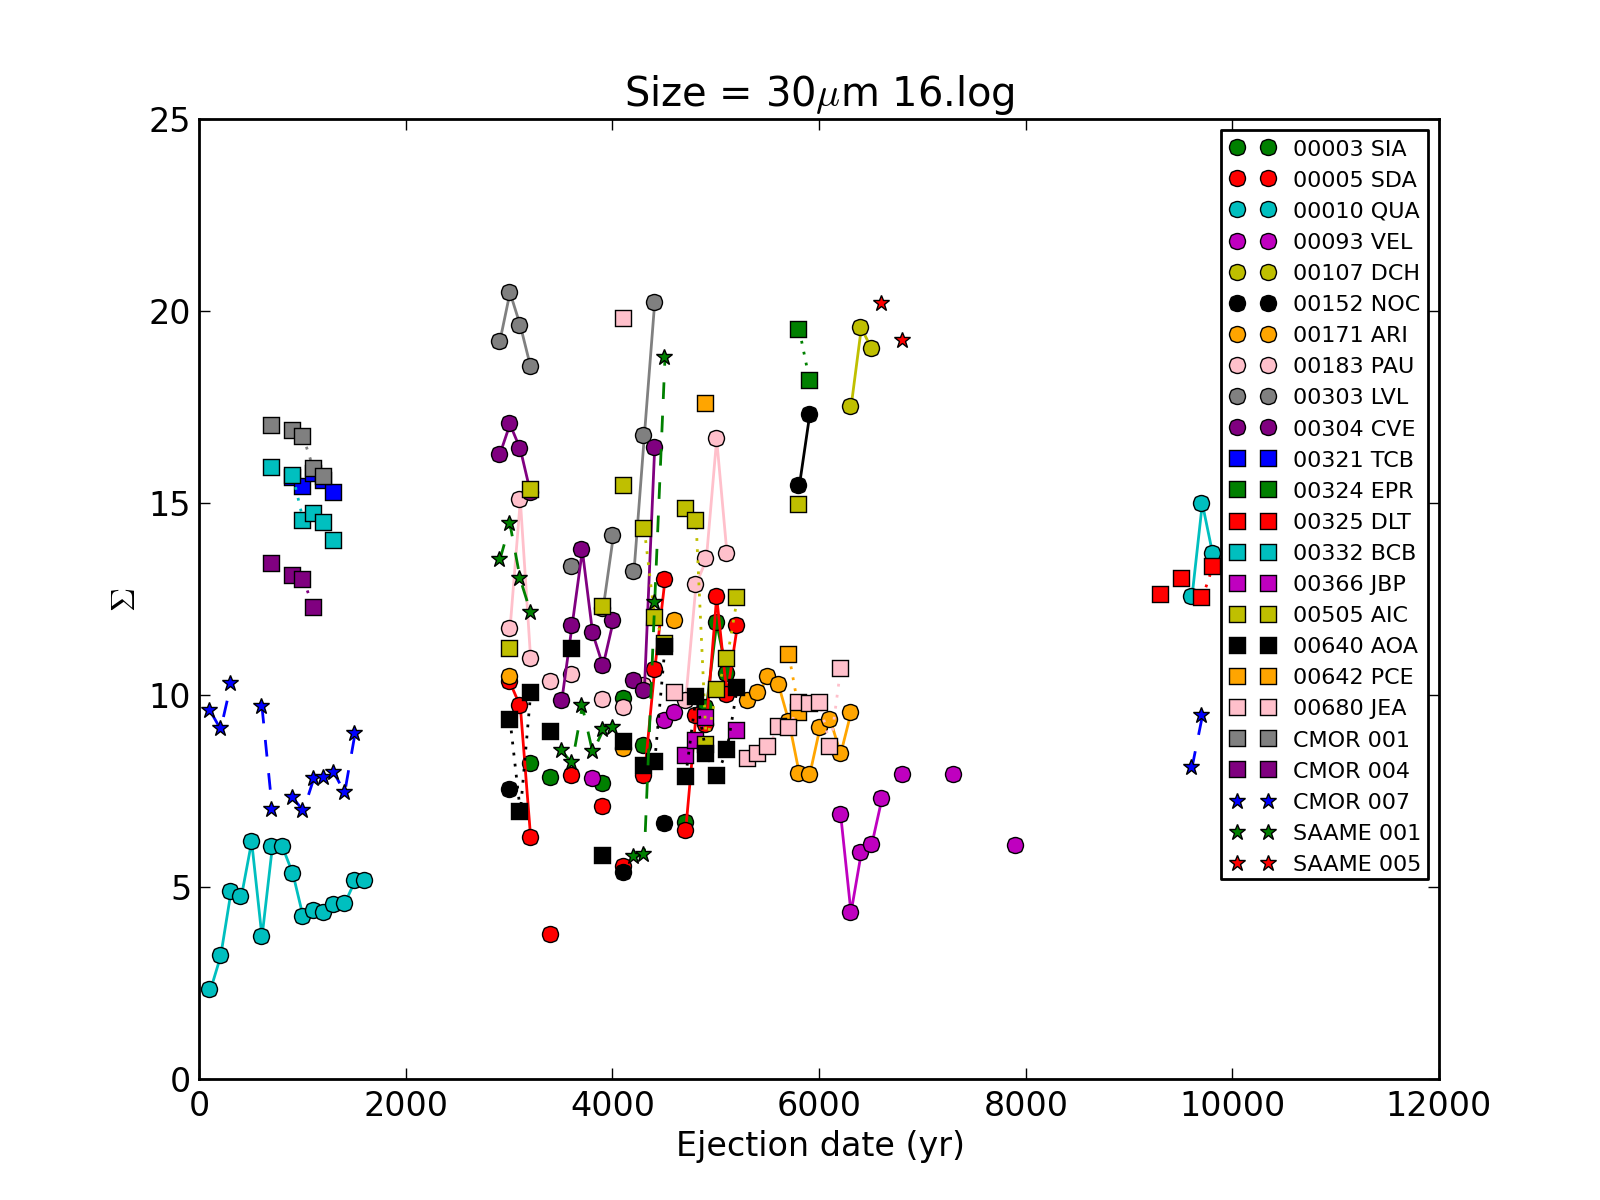 Size = 30μm 16.log
25
20
15
10
5
0
Σ
0 2000 4000 6000 8000 10000 12000
Ejection date (yr)
00003 SIA
00005 SDA
00010 QUA
00093 VEL
00107 DCH
00152 NOC
00171 ARI
00183 PAU
00303 LVL
00304 CVE
00321 TCB
00324 EPR
00325 DLT
00332 BCB
00366 JBP
00505 AIC
00640 AOA
00642 PCE
00680 JEA
CMOR 001
CMOR 004
CMOR 007
SAAME 001
SAAME 005